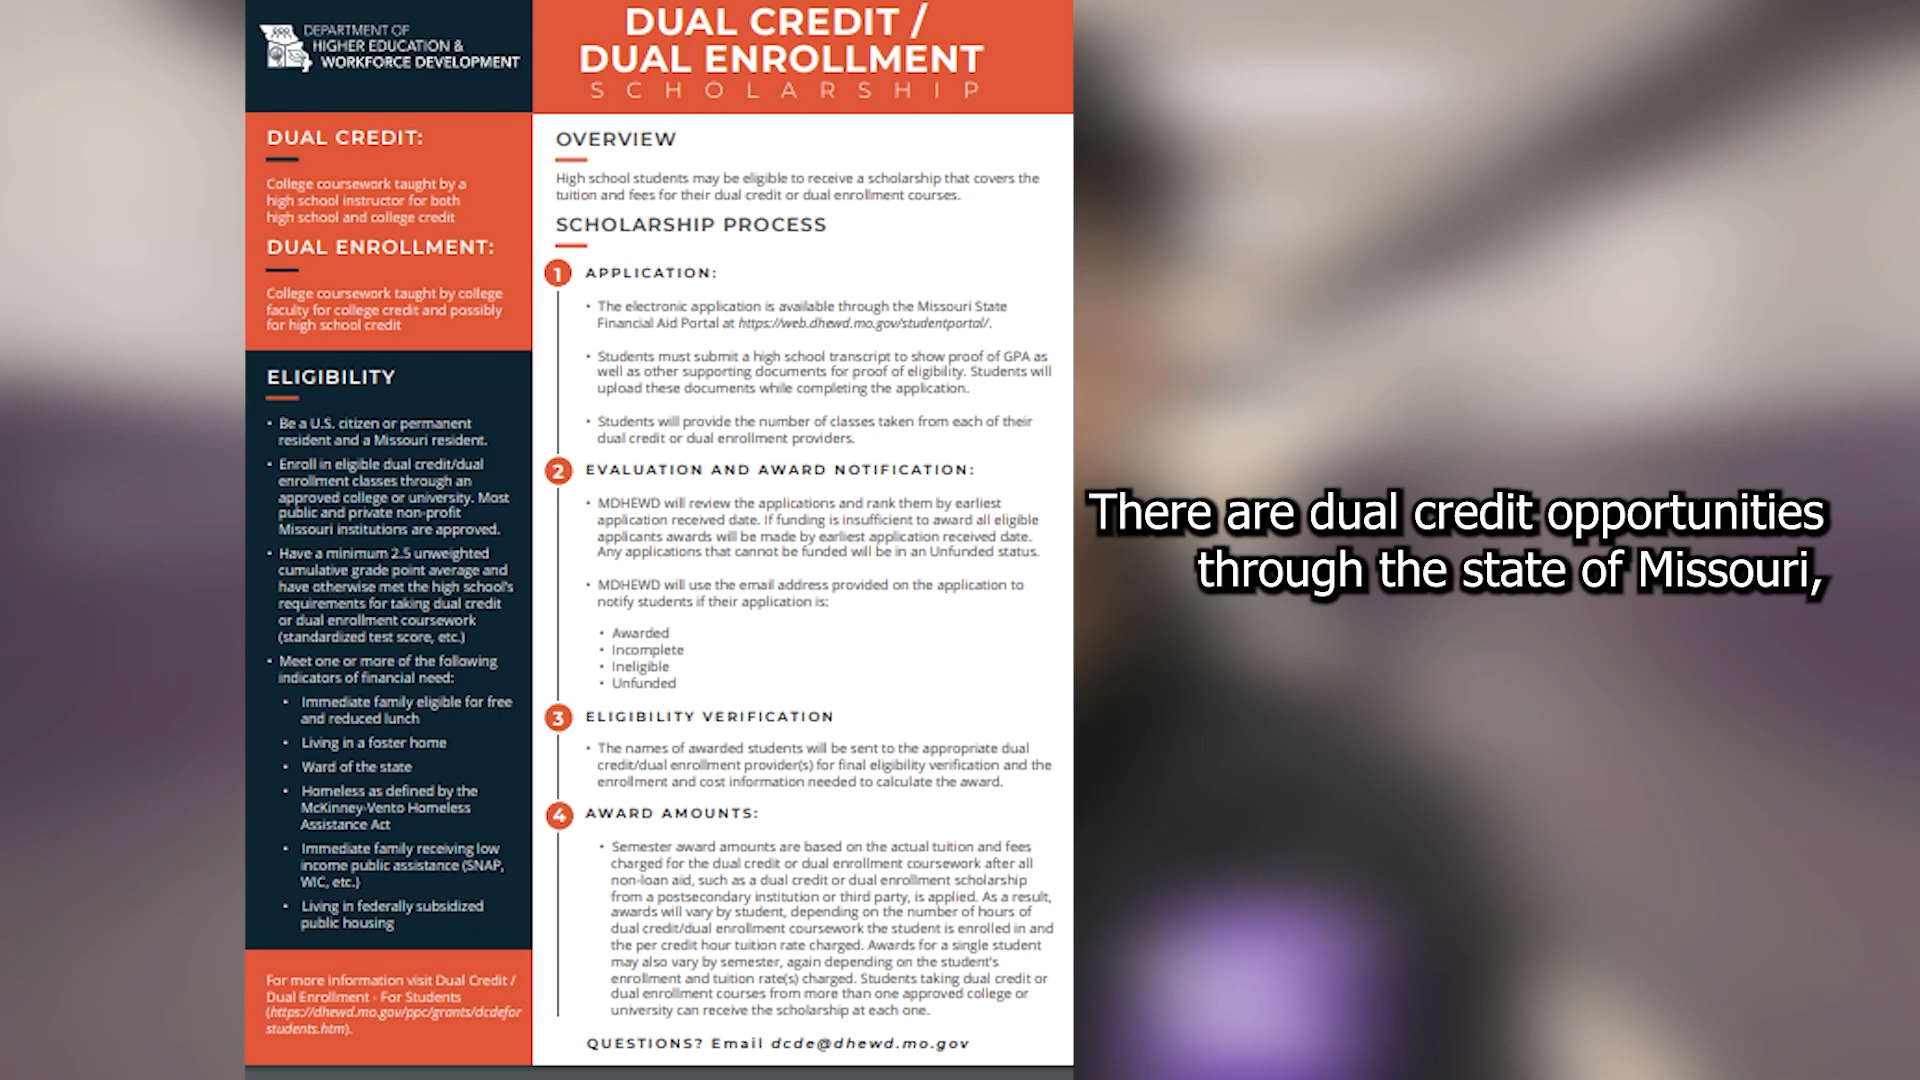 DEPARTMENT OF
HIGHER EDUCATION &
WORKFORCE DEVELOPMENT
DUAL CREDIT /
DUAL ENROLLMENT
SCHOLARSHIP
DUAL CREDIT:
College coursework taught by a
high school instructor for both
high school and college credit
DUAL ENROLLMENT:
College coursework taught by college
faculty for college credit and possibly
for high school credit
ELIGIBILITY
• Be a U.S. citizen or permanent
resident and a Missouri resident.
• Enroll in eligible dual credit/dual
enrollment classes through an
approved college or university. Most
public and private non-profit
Missouri institutions are approved.
• Have a minimum 2.5 unweighted
cumulative grade point average and
have otherwise met the high school's
requirements for taking dual credit
or dual enrollment coursework
(standardized test score, etc.)
• Meet one or more of the following
indicators of financial need:
• Immediate family eligible for free
and reduced lunch
• Living in a foster home
• Ward of the state
• Homeless as defined by the
McKinney-Vento Homeless
Assistance Act
• Immediate family receiving low
income public assistance (SNAP,
WIC, etc.)
• Living in federally subsidized
public housing
For more information visit Dual Credit /
Dual Enrollment - For Students
(https://dhewd.mo.gov/ppc/grants/dcdefor
students.htm).
OVERVIEW
High school students may be eligible to receive a scholarship that covers the
tuition and fees for their dual credit or dual enrollment courses.
SCHOLARSHIP PROCESS
1 APPLICATION:
• The electronic application is available through the Missouri State
Financial Aid Portal at https://web.dhewd.mo.gov/studentportal/.
• Students must submit a high school transcript to show proof of GPA as
well as other supporting documents for proof of eligibility. Students will
upload these documents while completing the application.
• Students will provide the number of classes taken from each of their
dual credit or dual enrollment providers.
2 EVALUATION AND AWARD NOTIFICATION:
• MDHEWD will review the applications and rank them by earliest
application received date. If funding is insufficient to award all eligible
applicants awards will be made by earliest application received date.
Any applications that cannot be funded will be in an Unfunded status.
• MDHEWD will use the email address provided on the application to
notify students if their application is:
• Awarded
• Incomplete
• Ineligible
• Unfunded
3 ELIGIBILITY VERIFICATION
• The names of awarded students will be sent to the appropriate dual
credit/dual enrollment provider(s) for final eligibility verification and the
enrollment and cost information needed to calculate the award.
4 AWARD AMOUNTS:
• Semester award amounts are based on the actual tuition and fees
charged for the dual credit or dual enrollment coursework after all
non-loan aid, such as a dual credit or dual enrollment scholarship
from a postsecondary institution or third party, is applied. As a result,
awards will vary by student, depending on the number of hours of
dual credit/dual enrollment coursework the student is enrolled in and
the per credit hour tuition rate charged. Awards for a single student
may also vary by semester, again depending on the student's
enrollment and tuition rate(s) charged. Students taking dual credit or
dual enrollment courses from more than one approved college or
university can receive the scholarship at each one.
QUESTIONS? Email dcde@dhewd.mo.gov
There are dual credit opportunities
through the state of Missouri,